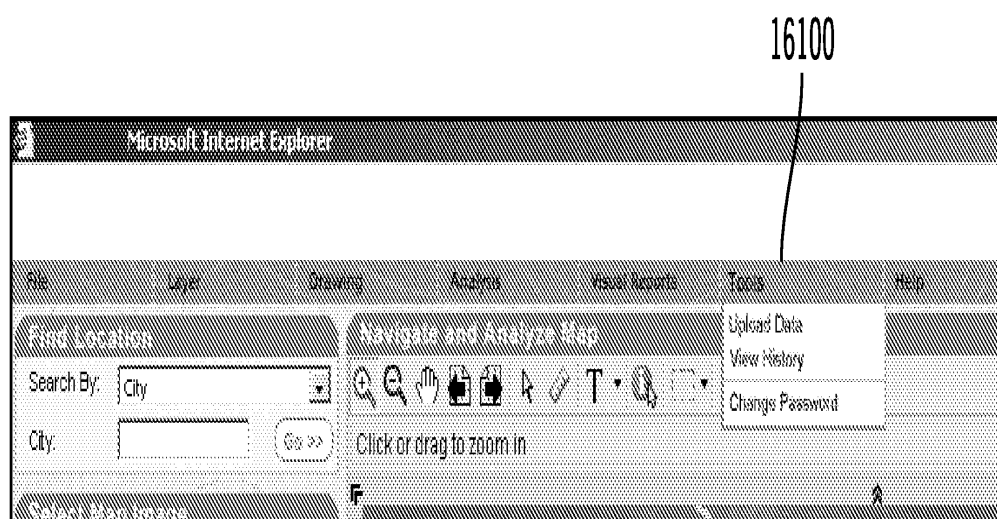 16100
Microsoft Internet Explorer
File Layer Drawing Analysis Visual Reports Tools Help
Find Location
Navigate and Analyze Map
Upload Data
View History
Change Password
Search By: City
T
City: Go >>
Click or drag to zoom in
Select Map Image